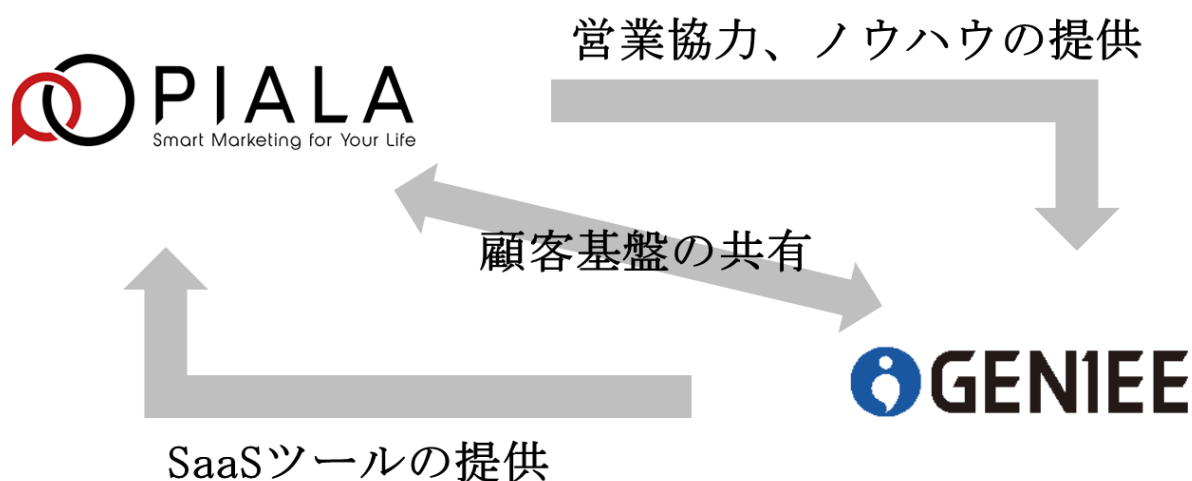 営業協力、ノウハウの提供
PIALA
Smart Marketing for Your Life
顧客基盤の共有
GENIEE
SaaSツールの提供